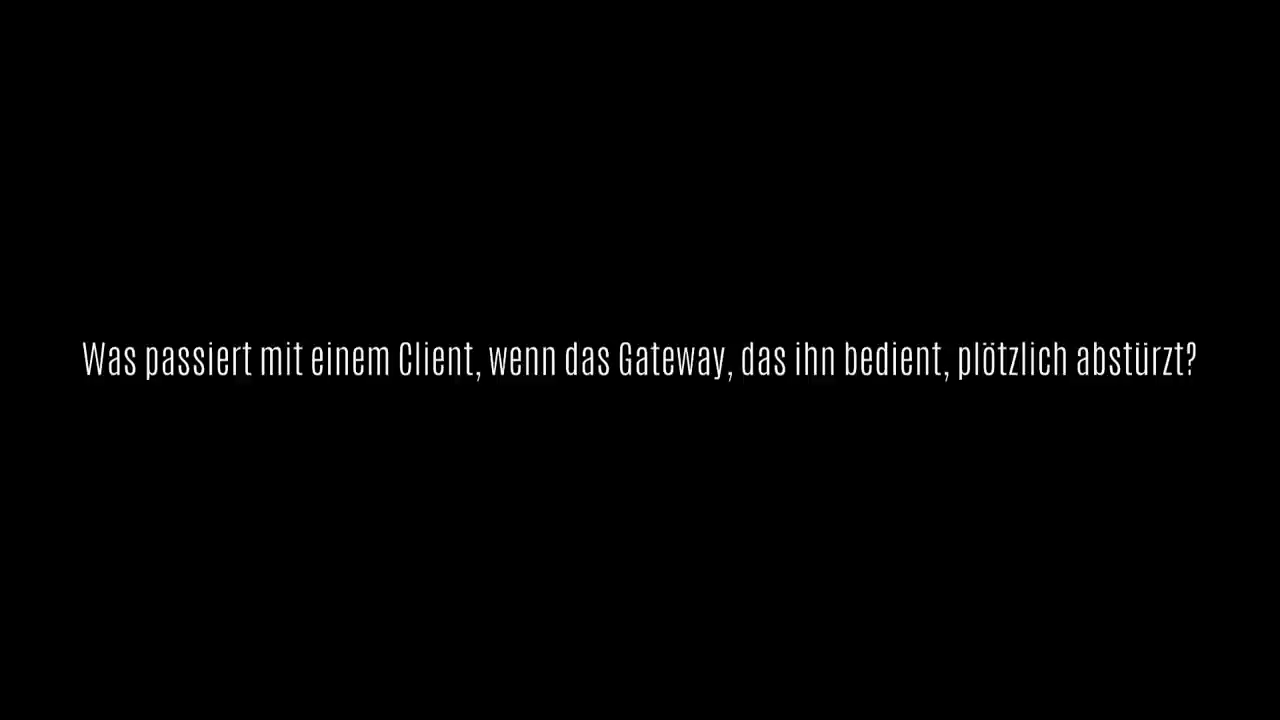 Was passiert mit einem Client, wenn das Gateway, das ihn bedient, plötzlich abstürzt?